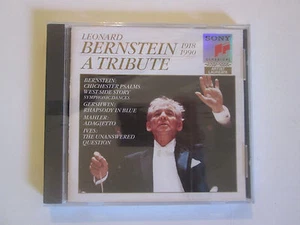 LEONARD
BERNSTEIN 1918
1990
A TRIBUTE
SONY
BERNSTEIN:
CHICHESTER PSALMS
WEST SIDE STORY
SYMPHONIC DANCES
GERSHWIN:
RHAPSODY IN BLUE
MAHLER:
ADAGIETTO
IVES:
THE UNANSWERED
QUESTION